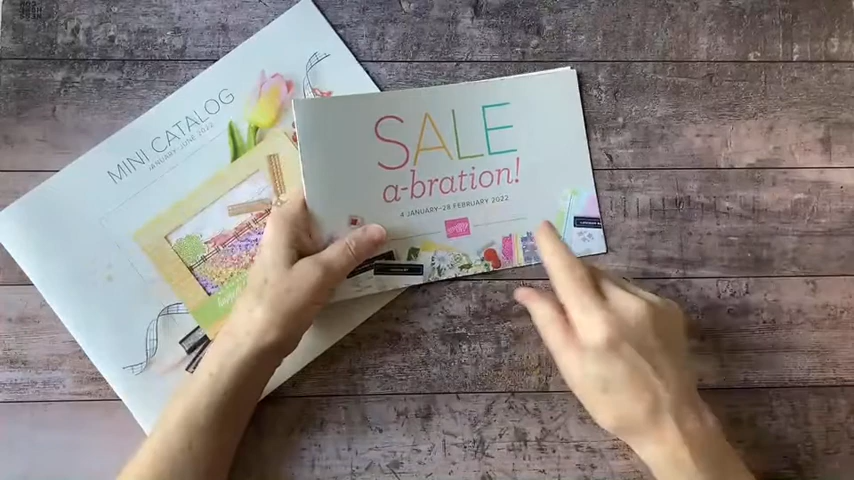 MINI CATALOG
JANUARY–JUNE 2022
SALE
a-bration!
4 JANUARY–28 FEBRUARY 2022